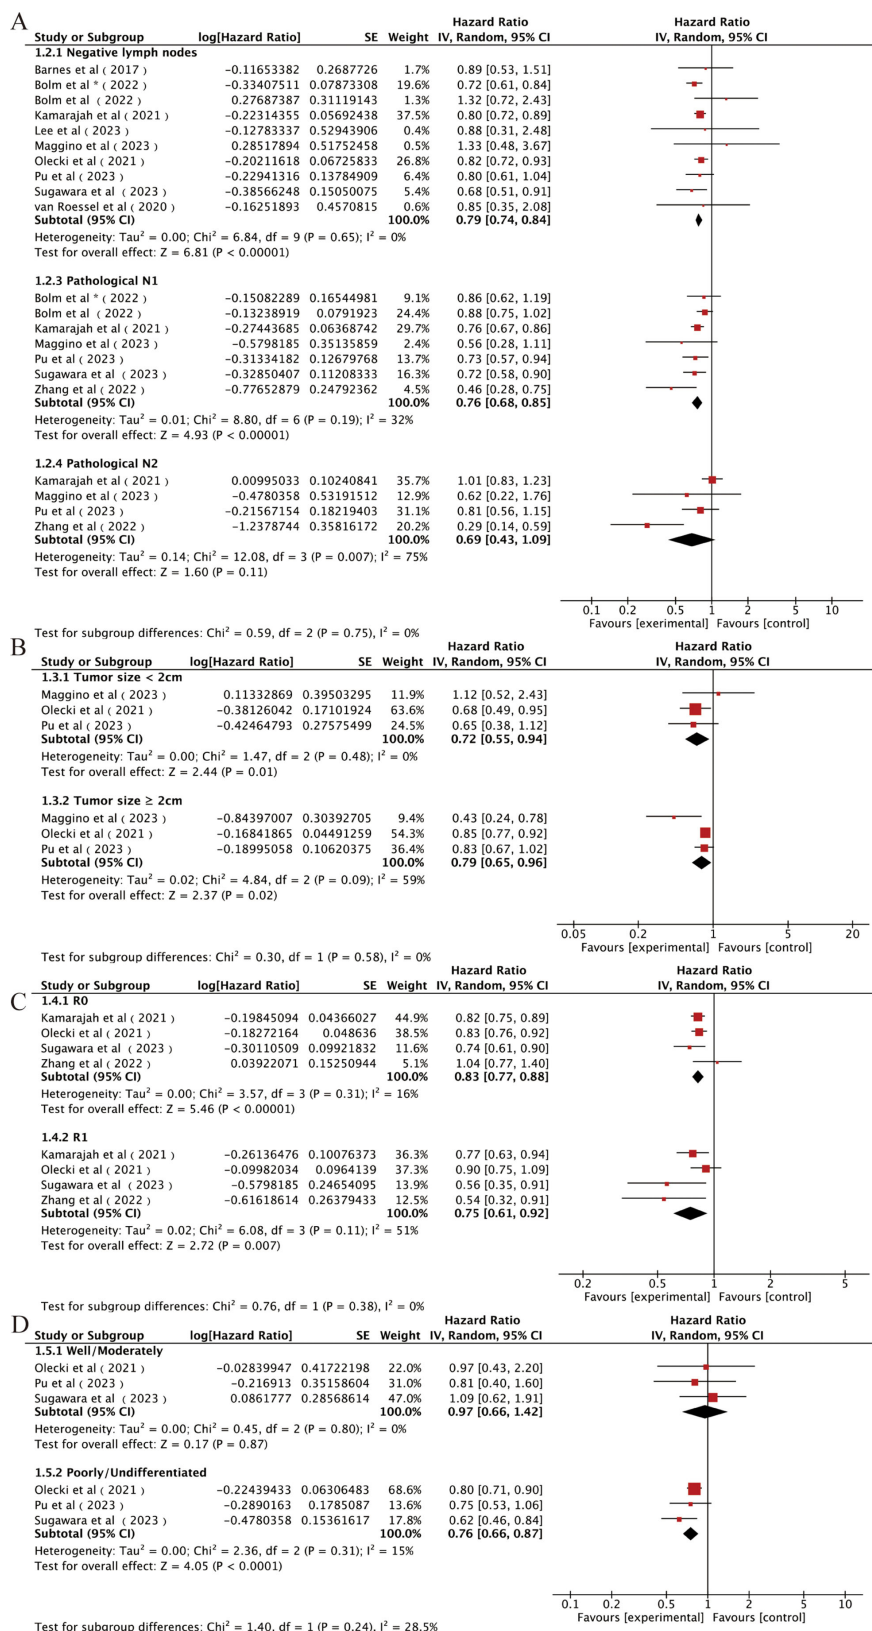 A
Hazard Ratio Hazard Ratio
Study or Subgroup log[Hazard Ratio] SE Weight IV, Random, 95% CI IV, Random, 95% CI
1.2.1 Negative lymph nodes
Barnes et al (2017) -0.11653382 0.2687726 1.7% 0.89 [0.53, 1.51]
Bolm et al * (2022) -0.33407511 0.07873308 19.6% 0.72 [0.61, 0.84]
Bolm et al (2022) 0.27687387 0.31119143 1.3% 1.32 [0.72, 2.43]
Kamarajah et al (2021) -0.22314355 0.05692438 37.5% 0.80 [0.72, 0.89]
Lee et al (2023) -0.12783337 0.52943906 0.4% 0.88 [0.31, 2.48]
Maggino et al (2023) 0.28517894 0.51752458 0.5% 1.33 [0.48, 3.67]
Olecki et al (2021) -0.20211618 0.06725833 26.8% 0.82 [0.72, 0.93]
Pu et al (2023) -0.22941316 0.13784909 6.4% 0.80 [0.61, 1.04]
Sugawara et al (2023) -0.38566248 0.15050075 5.4% 0.68 [0.51, 0.91]
van Roessel et al (2020) -0.16251893 0.4570815 0.6% 0.85 [0.35, 2.08]
Subtotal (95% CI) 100.0% 0.79 [0.74, 0.84]
Heterogeneity: Tau² = 0.00; Chi² = 6.84, df = 9 (P = 0.65); I² = 0%
Test for overall effect: Z = 6.81 (P < 0.00001)
1.2.3 Pathological N1
Bolm et al * (2022) -0.15082289 0.16544981 9.1% 0.86 [0.62, 1.19]
Bolm et al (2022) -0.13238919 0.0791923 24.4% 0.88 [0.75, 1.02]
Kamarajah et al (2021) -0.27443685 0.06368742 29.7% 0.76 [0.67, 0.86]
Maggino et al (2023) -0.5798185 0.35135859 2.4% 0.56 [0.28, 1.11]
Pu et al (2023) -0.31334182 0.12679768 13.7% 0.73 [0.57, 0.94]
Sugawara et al (2023) -0.32850407 0.11208333 16.3% 0.72 [0.58, 0.90]
Zhang et al (2022) -0.77652879 0.24792362 4.5% 0.46 [0.28, 0.75]
Subtotal (95% CI) 100.0% 0.76 [0.68, 0.85]
Heterogeneity: Tau² = 0.01; Chi² = 8.80, df = 6 (P = 0.19); I² = 32%
Test for overall effect: Z = 4.93 (P < 0.00001)
1.2.4 Pathological N2
Kamarajah et al (2021) 0.00995033 0.10240841 35.7% 1.01 [0.83, 1.23]
Maggino et al (2023) -0.4780358 0.53191512 12.9% 0.62 [0.22, 1.76]
Pu et al (2023) -0.21567154 0.18219403 31.1% 0.81 [0.56, 1.15]
Zhang et al (2022) -1.2378744 0.35816172 20.2% 0.29 [0.14, 0.59]
Subtotal (95% CI) 100.0% 0.69 [0.43, 1.09]
Heterogeneity: Tau² = 0.14; Chi² = 12.08, df = 3 (P = 0.007); I² = 75%
Test for overall effect: Z = 1.60 (P = 0.11)
0.1 0.2 0.5 1 2 5 10
Favours [experimental] Favours [control]
Test for subgroup differences: Chi² = 0.59, df = 2 (P = 0.75), I² = 0%
B
Hazard Ratio Hazard Ratio
Study or Subgroup log[Hazard Ratio] SE Weight IV, Random, 95% CI IV, Random, 95% CI
1.3.1 Tumor size < 2cm
Maggino et al (2023) 0.11332869 0.39503295 11.9% 1.12 [0.52, 2.43]
Olecki et al (2021) -0.38126042 0.17101924 63.6% 0.68 [0.49, 0.95]
Pu et al (2023) -0.42464793 0.27575499 24.5% 0.65 [0.38, 1.12]
Subtotal (95% CI) 100.0% 0.72 [0.55, 0.94]
Heterogeneity: Tau² = 0.00; Chi² = 1.47, df = 2 (P = 0.48); I² = 0%
Test for overall effect: Z = 2.44 (P = 0.01)
1.3.2 Tumor size ≥ 2cm
Maggino et al (2023) -0.84397007 0.30392705 9.4% 0.43 [0.24, 0.78]
Olecki et al (2021) -0.16841865 0.04491259 54.3% 0.85 [0.77, 0.92]
Pu et al (2023) -0.18995058 0.10620375 36.4% 0.83 [0.67, 1.02]
Subtotal (95% CI) 100.0% 0.79 [0.65, 0.96]
Heterogeneity: Tau² = 0.02; Chi² = 4.84, df = 2 (P = 0.09); I² = 59%
Test for overall effect: Z = 2.37 (P = 0.02)
0.05 0.2 1 5 20
Favours [experimental] Favours [control]
Test for subgroup differences: Chi² = 0.30, df = 1 (P = 0.58), I² = 0%
C
Hazard Ratio Hazard Ratio
Study or Subgroup log[Hazard Ratio] SE Weight IV, Random, 95% CI IV, Random, 95% CI
1.4.1 R0
Kamarajah et al (2021) -0.19845094 0.04366027 44.9% 0.82 [0.75, 0.89]
Olecki et al (2021) -0.18272164 0.048636 38.5% 0.83 [0.76, 0.92]
Sugawara et al (2023) -0.30110509 0.09921832 11.6% 0.74 [0.61, 0.90]
Zhang et al (2022) 0.03922071 0.15250944 5.1% 1.04 [0.77, 1.40]
Subtotal (95% CI) 100.0% 0.83 [0.77, 0.88]
Heterogeneity: Tau² = 0.00; Chi² = 3.57, df = 3 (P = 0.31); I² = 16%
Test for overall effect: Z = 5.46 (P < 0.00001)
1.4.2 R1
Kamarajah et al (2021) -0.26136476 0.10076373 36.3% 0.77 [0.63, 0.94]
Olecki et al (2021) -0.09982034 0.0964139 37.3% 0.90 [0.75, 1.09]
Sugawara et al (2023) -0.5798185 0.24654095 13.9% 0.56 [0.35, 0.91]
Zhang et al (2022) -0.61618614 0.26379433 12.5% 0.54 [0.32, 0.91]
Subtotal (95% CI) 100.0% 0.75 [0.61, 0.92]
Heterogeneity: Tau² = 0.02; Chi² = 6.08, df = 3 (P = 0.11); I² = 51%
Test for overall effect: Z = 2.72 (P = 0.007)
0.2 0.5 1 2 5
Favours [experimental] Favours [control]
Test for subgroup differences: Chi² = 0.76, df = 1 (P = 0.38), I² = 0%
D
Hazard Ratio Hazard Ratio
Study or Subgroup log[Hazard Ratio] SE Weight IV, Random, 95% CI IV, Random, 95% CI
1.5.1 Well/Moderately
Olecki et al (2021) -0.02839947 0.41722198 22.0% 0.97 [0.43, 2.20]
Pu et al (2023) -0.216913 0.35158604 31.0% 0.81 [0.40, 1.60]
Sugawara et al (2023) 0.0861777 0.28568614 47.0% 1.09 [0.62, 1.91]
Subtotal (95% CI) 100.0% 0.97 [0.66, 1.42]
Heterogeneity: Tau² = 0.00; Chi² = 0.45, df = 2 (P = 0.80); I² = 0%
Test for overall effect: Z = 0.17 (P = 0.87)
1.5.2 Poorly/Undifferentiated
Olecki et al (2021) -0.22439433 0.06306483 68.6% 0.80 [0.71, 0.90]
Pu et al (2023) -0.2890163 0.1785087 13.6% 0.75 [0.53, 1.06]
Sugawara et al (2023) -0.4780358 0.15361617 17.8% 0.62 [0.46, 0.84]
Subtotal (95% CI) 100.0% 0.76 [0.66, 0.87]
Heterogeneity: Tau² = 0.00; Chi² = 2.36, df = 2 (P = 0.31); I² = 15%
Test for overall effect: Z = 4.05 (P < 0.0001)
0.1 0.2 0.5 1 2 5 10
Favours [experimental] Favours [control]
Test for subgroup differences: Chi² = 1.40, df = 1 (P = 0.24), I² = 28.5%